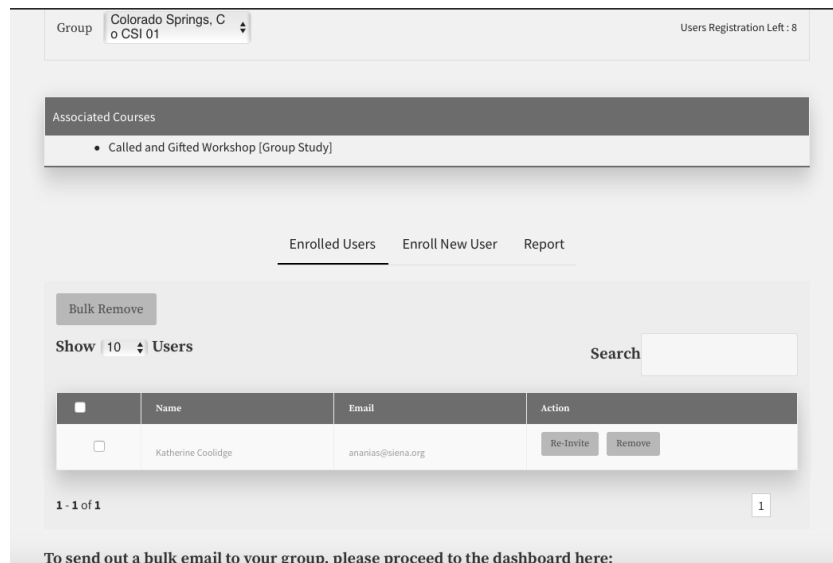 Group
Colorado Springs, C
o CSI 01
Users Registration Left : 8
Associated Courses
Called and Gifted Workshop [Group Study]
Enrolled Users Enroll New User Report
Bulk Remove
Show 10 Users
Search
Name Email Action
Katherine Coolidge ananias@siena.org Re-Invite Remove
1 - 1 of 1
1
To send out a bulk email to your group, please proceed to the dashboard here: